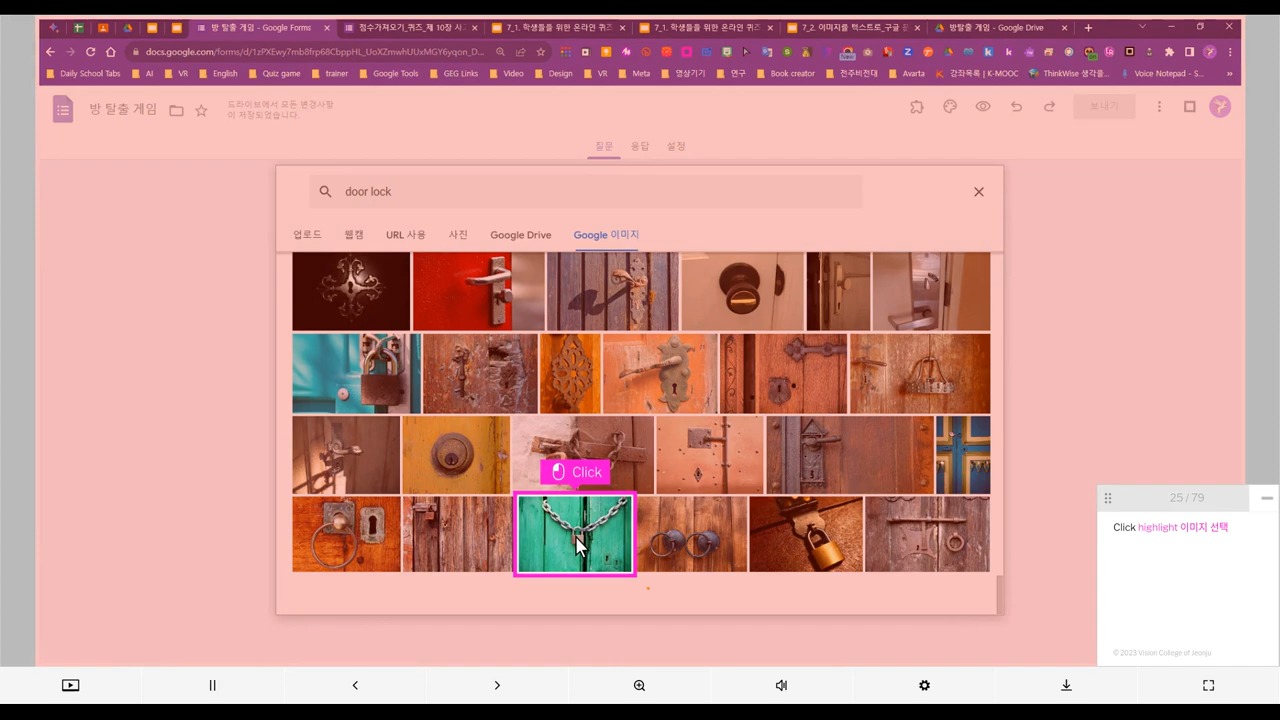 방 탈출 게임 - Google Forms
점수가져오기_퀴즈_제 10장 사
7_1. 학생들을 위한 온라인 퀴즈
7_1. 학생들을 위한 온라인 퀴즈
7_2. 이미지를 텍스트로_구글
방탈출 게임 - Google Drive
Daily School Tabs
AI
VR
English
Quiz game
trainer
Google Tools
GEG Links
Video
Design
VR
Meta
영상기기
연구
Book creator
전주비전대
Avarta
강좌목록 | K-MOOC
ThinkWise 생각을...
Voice Notepad - S...
방 탈출 게임
드라이브에서 모든 변경사항
이 저장되었습니다.
보내기
질문 응답 설정
door lock
업로드 웹캠 URL 사용 사진 Google Drive Google 이미지
Click
25 / 79
Click highlight 이미지 선택
© 2023 Vision College of Jeonju